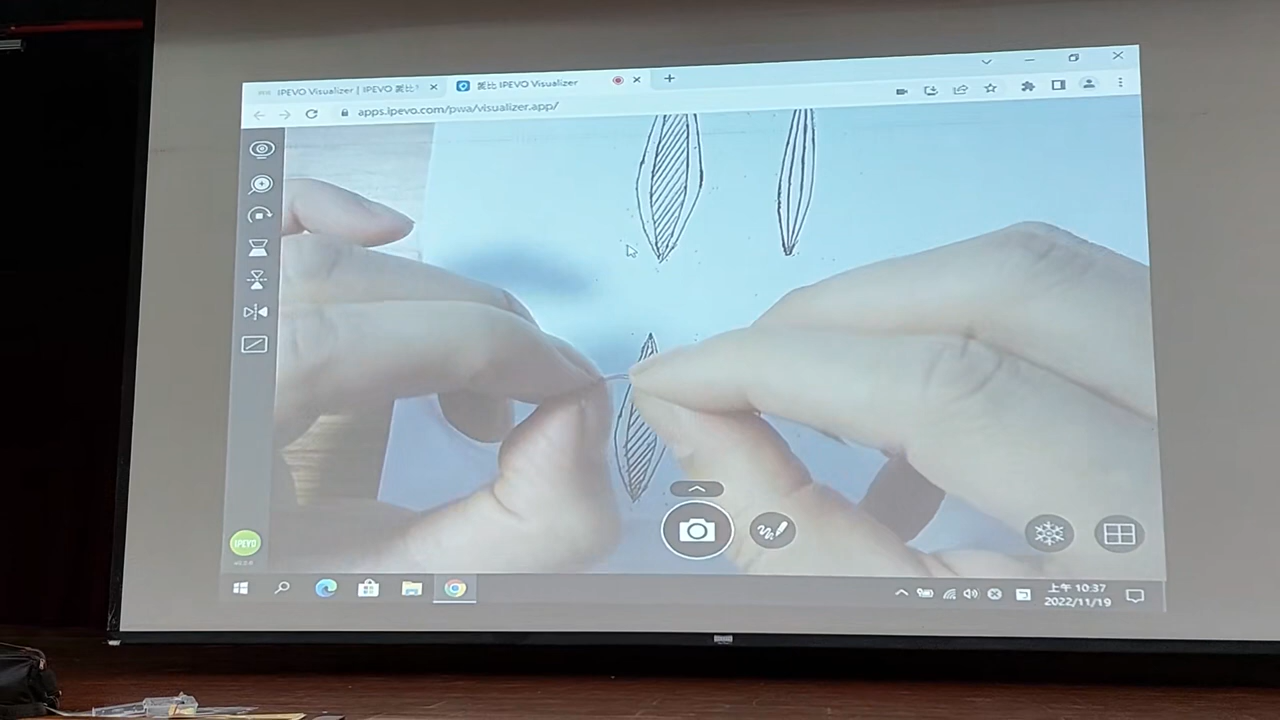 IPEVO Visualizer | IPEVO 愛比
愛比 IPEVO Visualizer
apps.ipevo.com/pwa/visualizer.app/
IPEVO
上午 10:37
2022/11/19